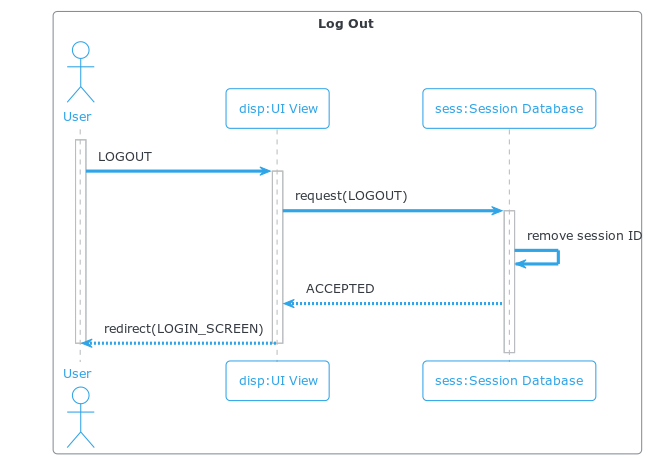 Log Out
User
disp:UI View
sess:Session Database
LOGOUT
request(LOGOUT)
remove session ID
ACCEPTED
redirect(LOGIN_SCREEN)
User
disp:UI View
sess:Session Database